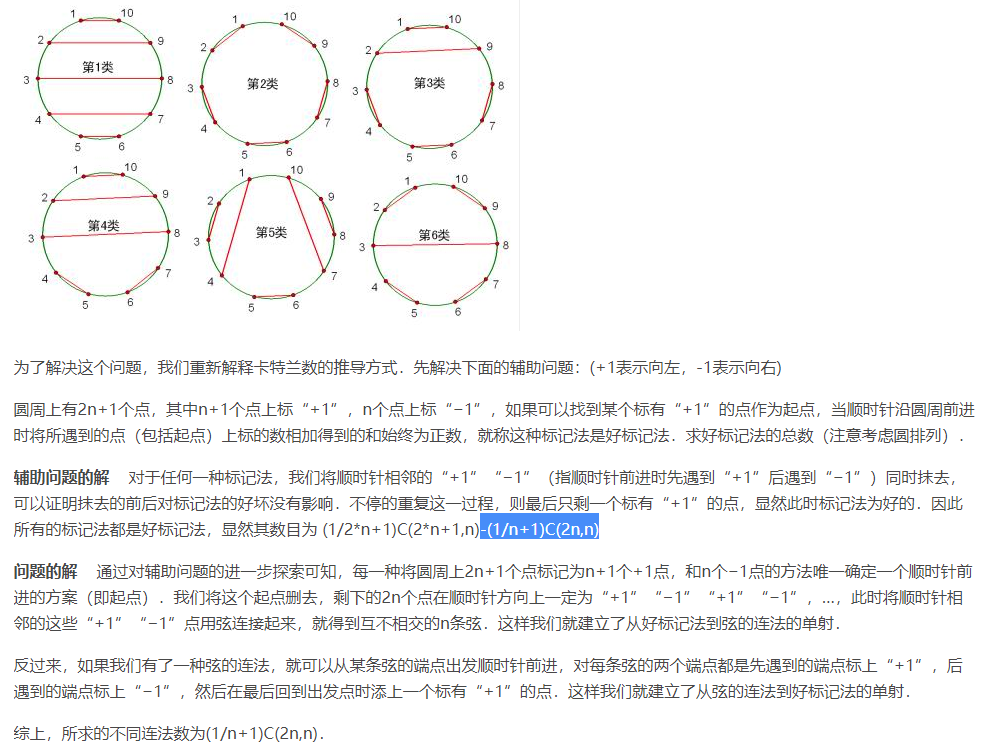 1 10
2 9
第1类
3 8
4 7
5 6
1 10
2 9
第2类
3 8
4 7
5 6
1 10
2 9
第3类
3 8
4 7
5 6
1 10
2 9
第4类
3 8
4 7
5 6
1 10
2 9
第5类
3 8
4 7
5 6
1 10
2 9
第6类
3 8
4 7
5 6
为了解决这个问题，我们重新解释卡特兰数的推导方式．先解决下面的辅助问题：(+1表示向左，-1表示向右)
圆周上有2n+1个点，其中n+1个点上标“+1”，n个点上标“−1”，如果可以找到某个标有“+1”的点作为起点，当顺时针沿圆周前进
时将所遇到的点（包括起点）上标的数相加得到的和始终为正数，就称这种标记法是好标记法．求好标记法的总数（注意考虑圆排列）．
辅助问题的解 对于任何一种标记法，我们将顺时针相邻的“+1”“−1”（指顺时针前进时先遇到“+1”后遇到“−1”）同时抹去，
可以证明抹去的前后对标记法的好坏没有影响．不停的重复这一过程，则最后只剩一个标有“+1”的点，显然此时标记法为好的．因此
所有的标记法都是好标记法，显然其数目为 (1/2*n+1)C(2*n+1,n)-(1/n+1)C(2n,n)
问题的解 通过对辅助问题的进一步探索可知，每一种将圆周上2n+1个点标记为n+1个+1点，和n个−1点的方法唯一确定一个顺时针前
进的方案（即起点）．我们将这个起点删去，剩下的2n个点在顺时针方向上一定为“+1”“−1”“+1”“−1”，…，此时将顺时针相
邻的这些“+1”“−1”点用弦连接起来，就得到互不相交的n条弦．这样我们就建立了从好标记法到弦的连法的单射．
反过来，如果我们有了一种弦的连法，就可以从某条弦的端点出发顺时针前进，对每条弦的两个端点都是先遇到的端点标上“+1”，后
遇到的端点标上“−1”，然后在最后回到出发点时添上一个标有“+1”的点．这样我们就建立了从弦的连法到好标记法的单射．
综上，所求的不同连法数为(1/n+1)C(2n,n)．